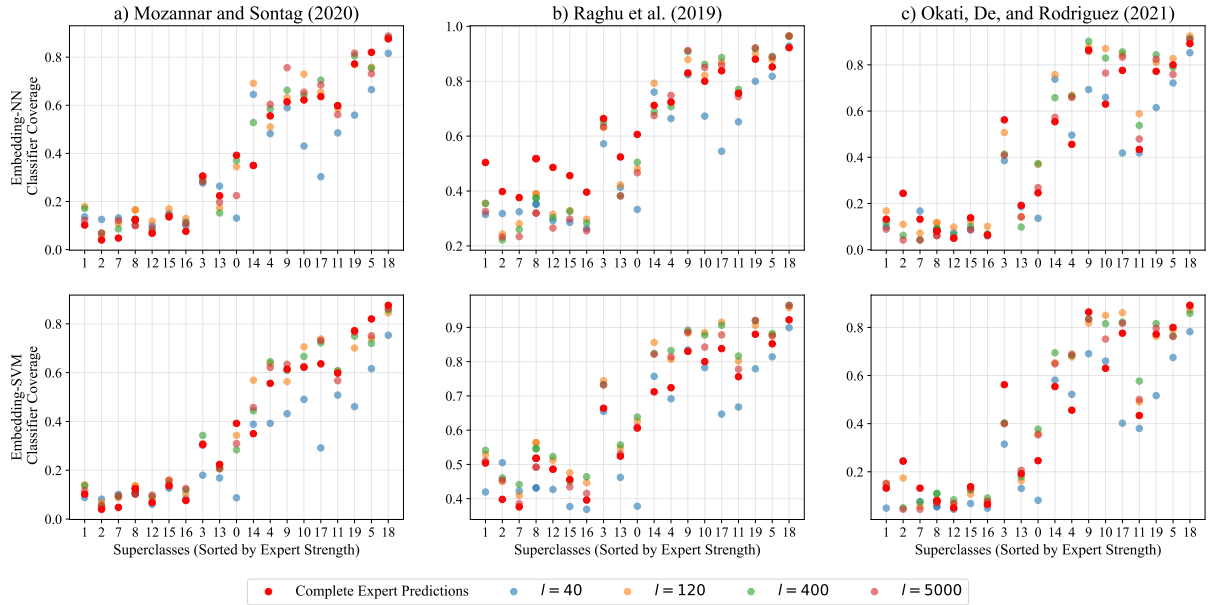 a) Mozannar and Sontag (2020)
b) Raghu et al. (2019)
c) Okati, De, and Rodriguez (2021)
Embedding-NN
Classifier Coverage
0.8
0.6
0.4
0.2
0.0
1 2 7 8 12 15 16 3 13 0 14 4 9 10 17 11 19 5 18
1.0
0.9
0.8
0.7
0.6
0.5
0.4
0.3
0.2
1 2 7 8 12 15 16 3 13 0 14 4 9 10 17 11 19 5 18
0.8
0.6
0.4
0.2
0.0
1 2 7 8 12 15 16 3 13 0 14 4 9 10 17 11 19 5 18
Embedding-SVM
Classifier Coverage
0.8
0.6
0.4
0.2
0.0
1 2 7 8 12 15 16 3 13 0 14 4 9 10 17 11 19 5 18
Superclasses (Sorted by Expert Strength)
0.9
0.8
0.7
0.6
0.5
0.4
1 2 7 8 12 15 16 3 13 0 14 4 9 10 17 11 19 5 18
Superclasses (Sorted by Expert Strength)
0.8
0.6
0.4
0.2
1 2 7 8 12 15 16 3 13 0 14 4 9 10 17 11 19 5 18
Superclasses (Sorted by Expert Strength)
Complete Expert Predictions
l = 40
l = 120
l = 400
l = 5000